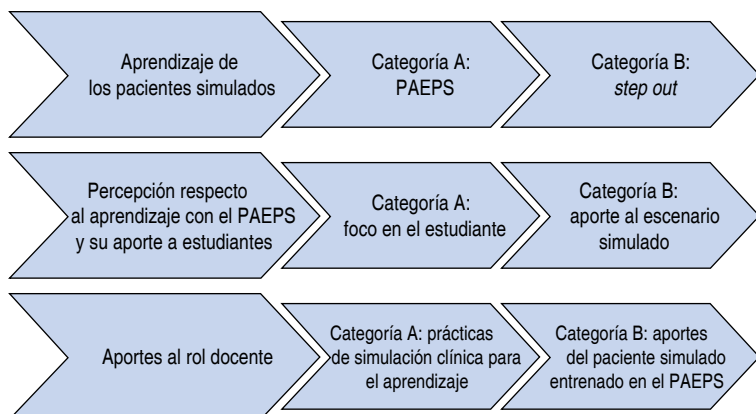 Aprendizaje de
los pacientes simulados
Categoría A:
PAEPS
Categoría B:
step out
Percepción respecto
al aprendizaje con el PAEPS
y su aporte a estudiantes
Categoría A:
foco en el estudiante
Categoría B:
aporte al escenario
simulado
Aportes al rol docente
Categoría A: prácticas
de simulación clínica para
el aprendizaje
Categoría B: aportes
del paciente simulado
entrenado en el PAEPS